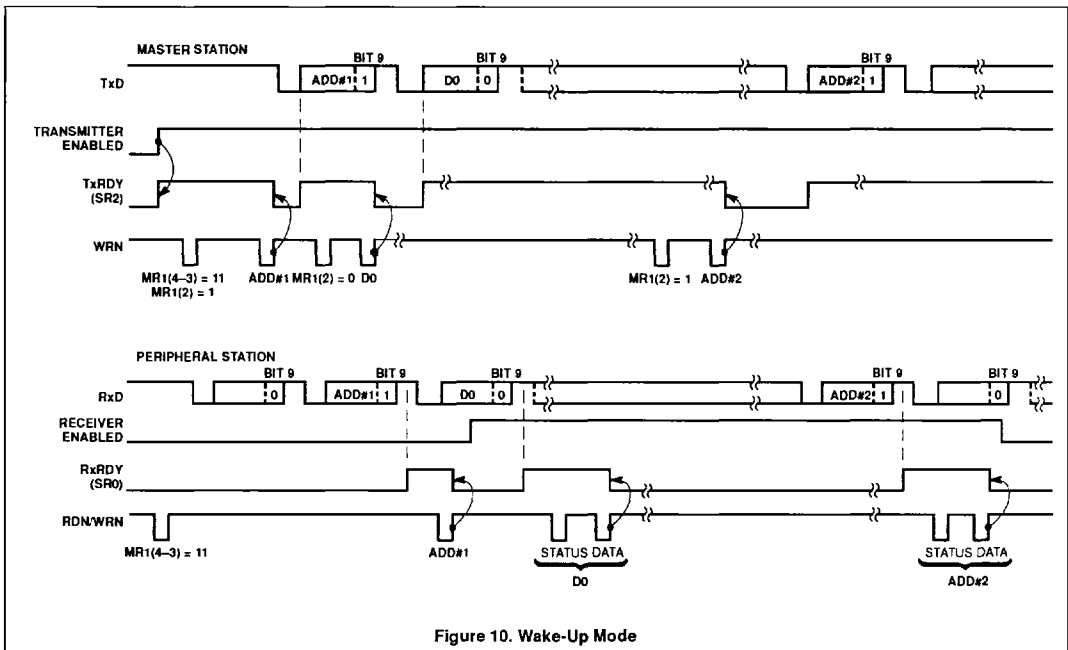 MASTER STATION
BIT 9 BIT 9 BIT 9
TxD ADD#1 1 D0 0 ADD#2 1
TRANSMITTER
ENABLED
TxRDY
(SR2)
WRN
MR1(4–3) = 11 ADD#1 MR1(2) = 0 D0 MR1(2) = 1 ADD#2
MR1(2) = 1
PERIPHERAL STATION
BIT 9 BIT 9 BIT 9 BIT 9 BIT 9
RxD 0 ADD#1 1 D0 0 ADD#2 1 0
RECEIVER
ENABLED
RxRDY
(SR0)
RDN/WRN
MR1(4–3) = 11 ADD#1 STATUS DATA STATUS DATA
D0 ADD#2
Figure 10. Wake-Up Mode